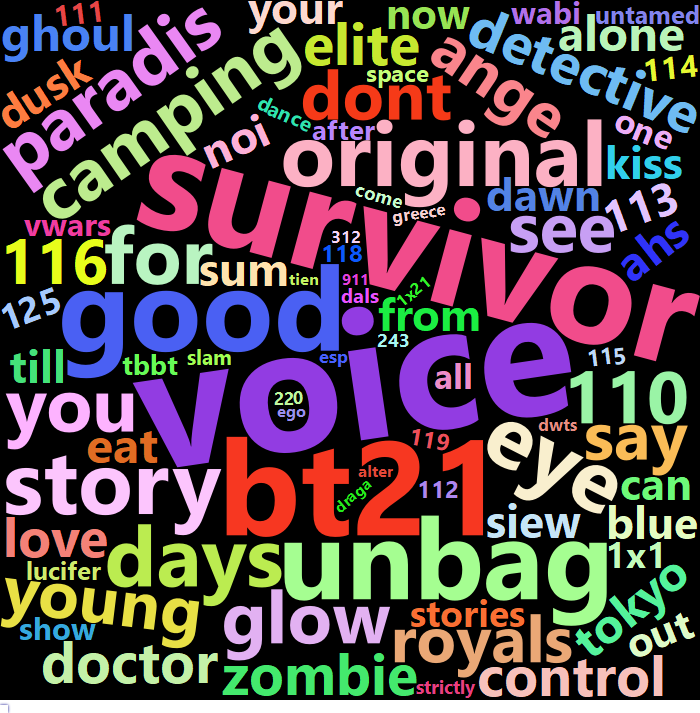 111
your
now
wabi
untamed
ghoul
paradis
elite
detective
alone
dusk
camping
space
dont
ange
114
dance
after
noi
original
one
kiss
survivor
come
dawn
113
greece
see
vwars
ahs
116
for
sum
312
118
tien
911
125
good
dals
1x21
from
243
till
tbbt
slam
esp
voice
115
all
110
you
220
ego
eat
119
eye
dwts
say
story
bt21
alter
draga
112
can
love
siew
blue
lucifer
days
unbag
1x1
young
glow
stories
tokyo
show
royals
out
doctor
zombie
strictly
control